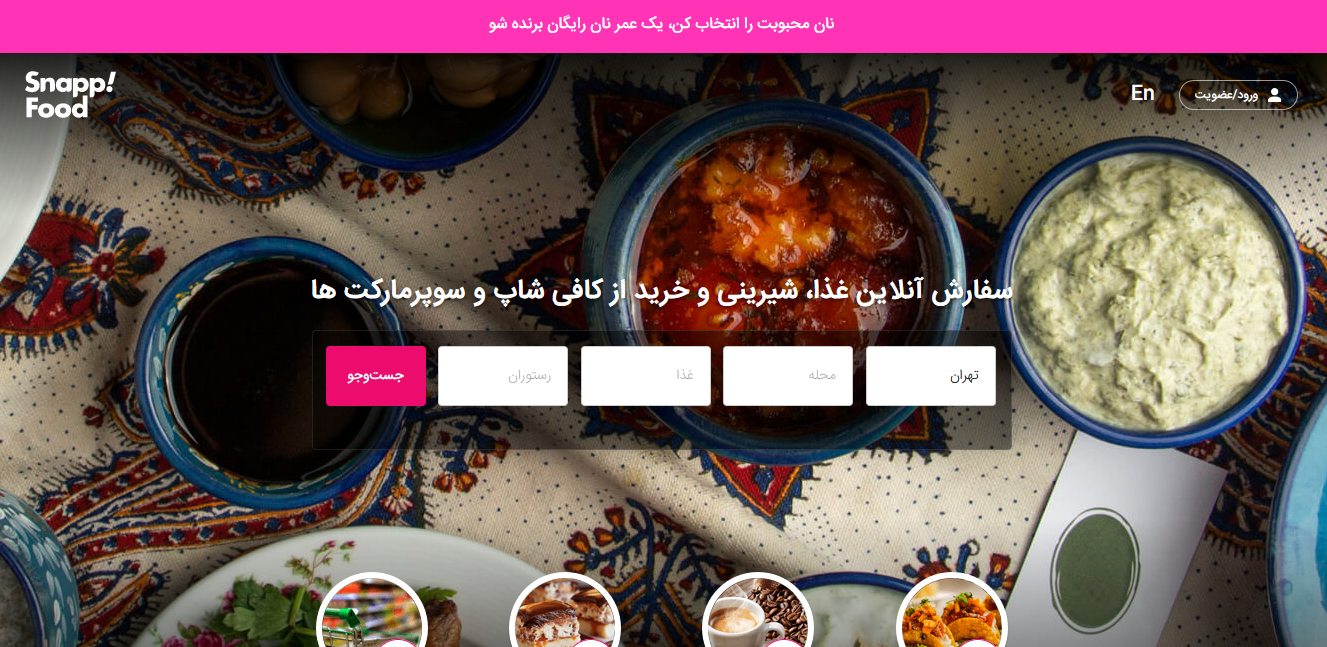 نان محبوبت را انتخاب کن، یک عمر نان رایگان برنده شو
Snapp!
Food
ورود/عضویت
En
سفارش آنلاین غذا، شیرینی و خرید از کافی شاپ و سوپرمارکت ها
تهران
محله
غذا
رستوران
جست‌وجو